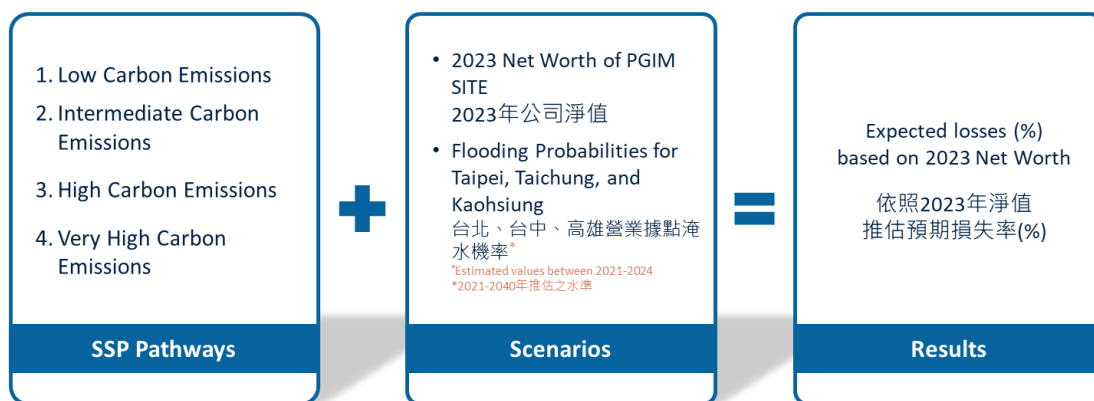 1. Low Carbon Emissions
2. Intermediate Carbon
Emissions
3. High Carbon Emissions
4. Very High Carbon
Emissions
SSP Pathways
• 2023 Net Worth of PGIM
SITE
2023年公司淨值
• Flooding Probabilities for
Taipei, Taichung, and
Kaohsiung
台北、台中、高雄營業據點淹
水機率*
*Estimated values between 2021-2024
*2021-2040年推估之水準
Scenarios
Expected losses (%)
based on 2023 Net Worth
依照2023年淨值
推估預期損失率(%)
Results